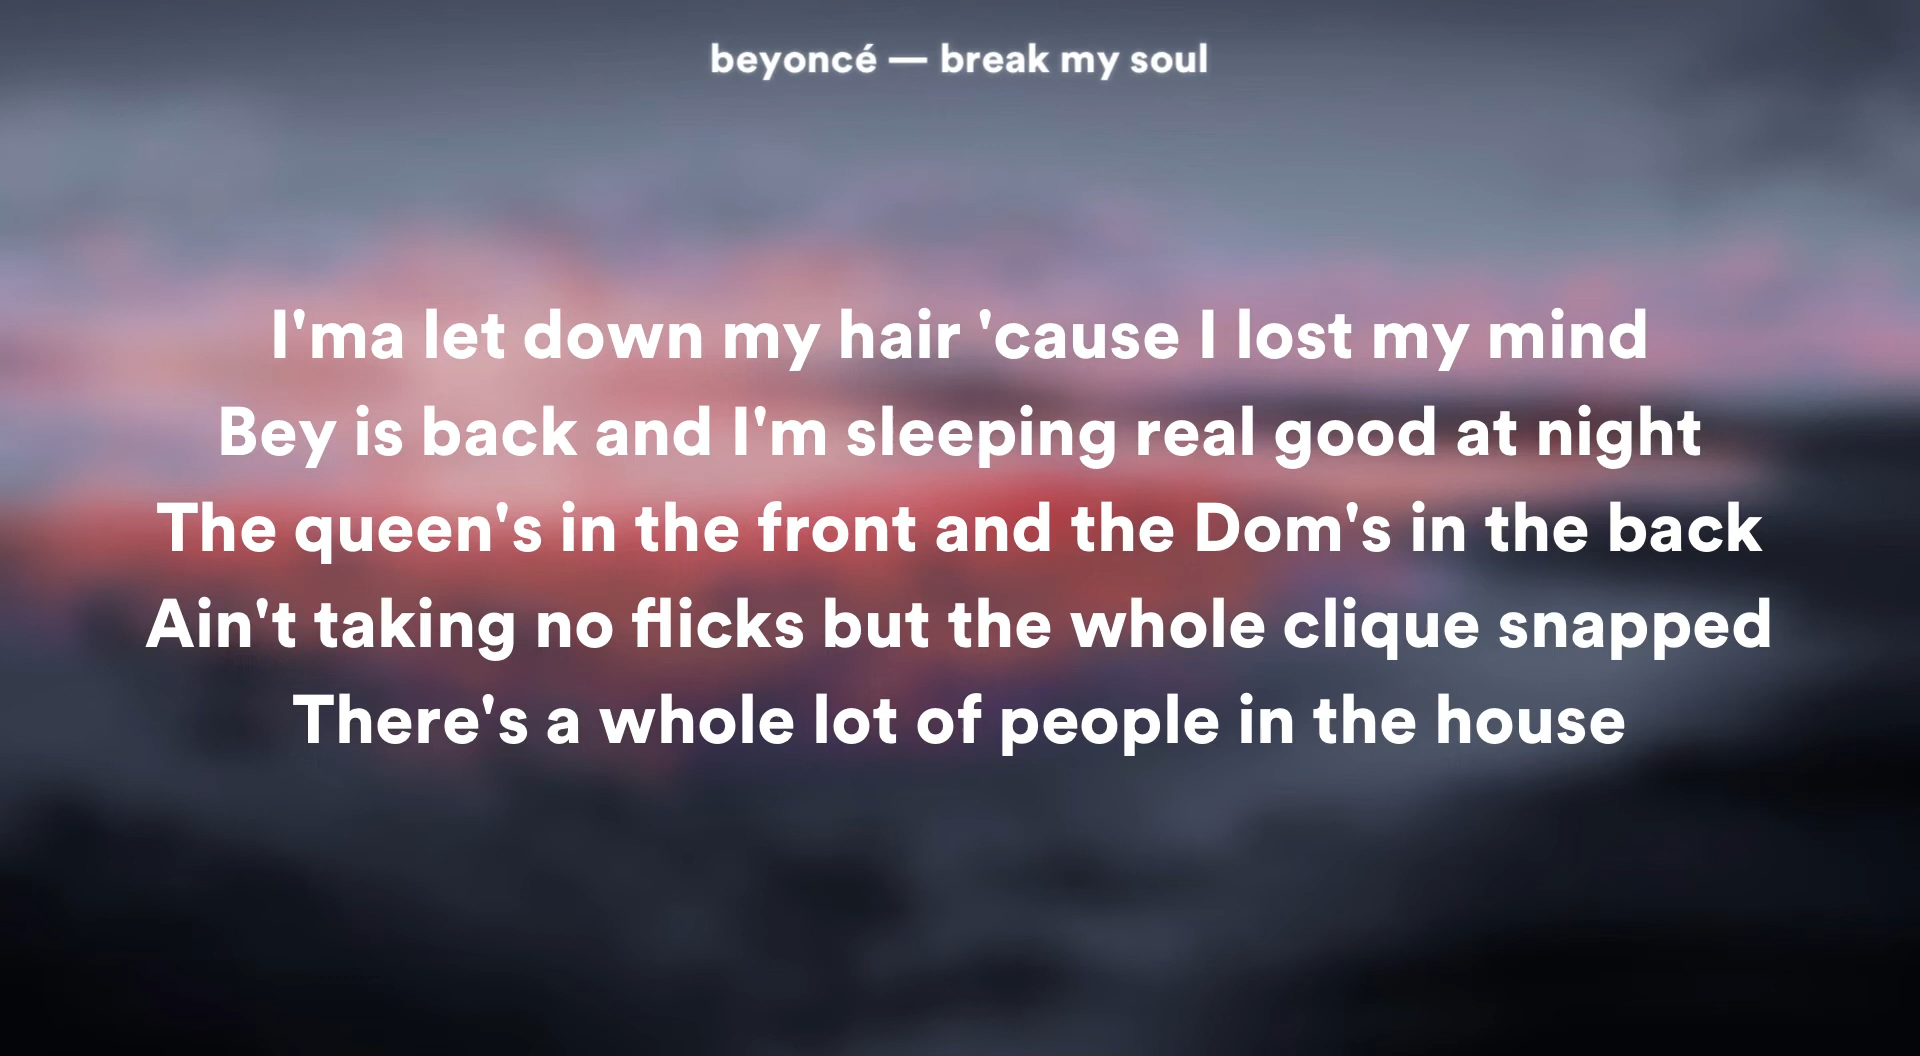 beyoncé — break my soul
I'ma let down my hair 'cause I lost my mind
Bey is back and I'm sleeping real good at night
The queen's in the front and the Dom's in the back
Ain't taking no flicks but the whole clique snapped
There's a whole lot of people in the house